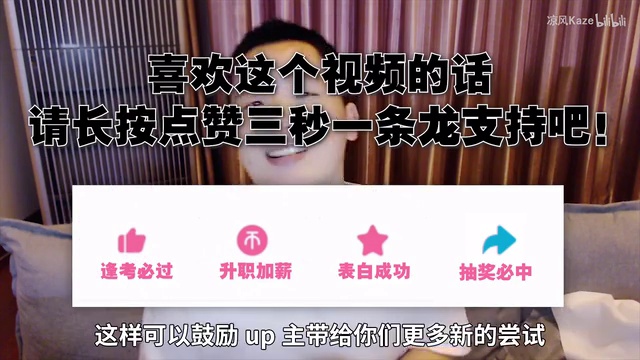 凉风Kaze bilibili
喜欢这个视频的话
请长按点赞三秒一条龙支持吧！
逢考必过 升职加薪 表白成功 抽奖必中
这样可以鼓励 up 主带给你们更多新的尝试